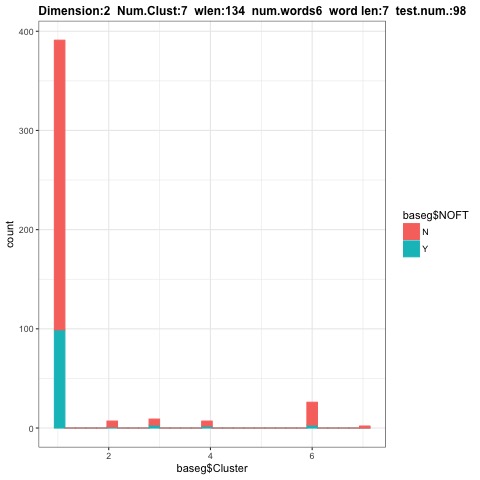 Dimension:2 Num.Clust:7 wlen:134 num.words6 word len:7 test.num.:98
400
300
200
100
0
count
2 4 6
baseg$Cluster
baseg$NOFT
N
Y